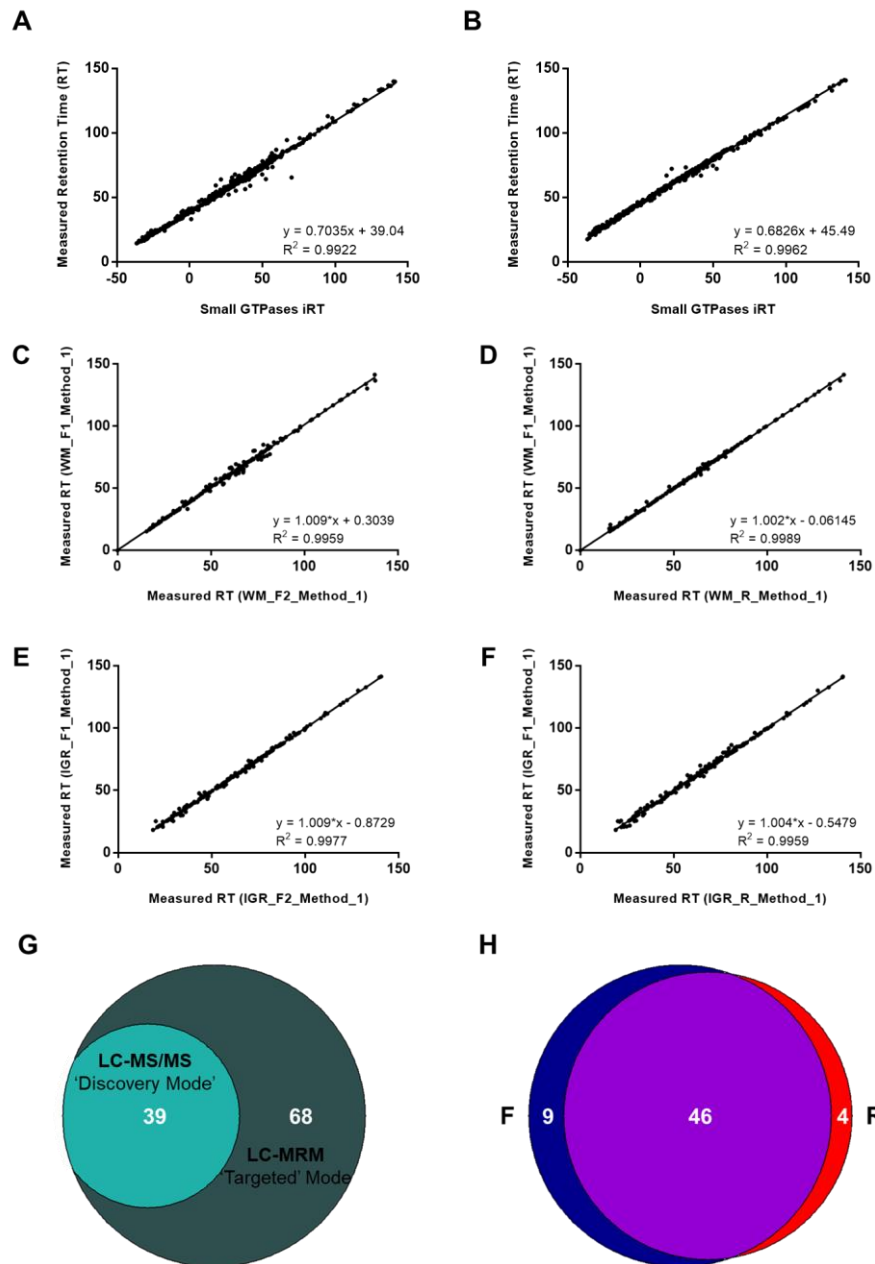 A
Measured Retention Time (RT)
150
100
50
0
-50
0
50
100
150
y = 0.7035x + 39.04
R² = 0.9922
Small GTPases iRT
B
Measured Retention Time (RT)
150
100
50
0
-50
0
50
100
150
y = 0.6826x + 45.49
R² = 0.9962
Small GTPases iRT
C
Measured RT (WM_F1_Method_1)
150
100
50
0
0
50
100
150
y = 1.009*x + 0.3039
R² = 0.9959
Measured RT (WM_F2_Method_1)
D
Measured RT (WM_F1_Method_1)
150
100
50
0
0
50
100
150
y = 1.002*x - 0.06145
R² = 0.9989
Measured RT (WM_R_Method_1)
E
Measured RT (IGR_F1_Method_1)
150
100
50
0
0
50
100
150
y = 1.009*x - 0.8729
R² = 0.9977
Measured RT (IGR_F2_Method_1)
F
Measured RT (IGR_F1_Method_1)
150
100
50
0
0
50
100
150
y = 1.004*x - 0.5479
R² = 0.9959
Measured RT (IGR_R_Method_1)
G
LC-MS/MS
'Discovery Mode'
39
68
LC-MRM
'Targeted' Mode
H
F
9
46
4
R